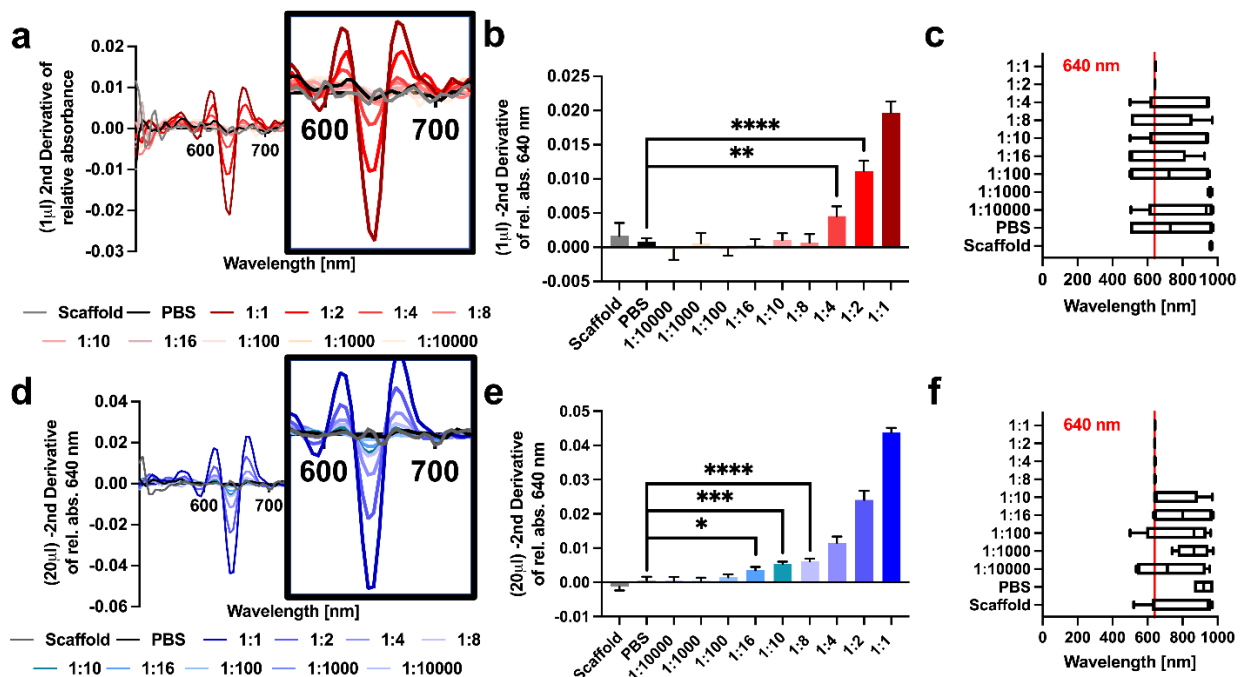 a
(1µl) 2nd Derivative of
relative absorbance
0.02
0.01
0.00
-0.01
-0.02
-0.03
600
700
600
700
Wavelength [nm]
Scaffold PBS 1:1 1:2 1:4 1:8
1:10 1:16 1:100 1:1000 1:10000
b
(1µl) -2nd Derivative
of rel. abs. 640 nm
0.025
0.020
0.015
0.010
0.005
0.000
-0.005
****
**
Scaffold
PBS
1:10000
1:1000
1:100
1:16
1:10
1:8
1:4
1:2
1:1
c
640 nm
1:1
1:2
1:4
1:8
1:10
1:16
1:100
1:1000
1:10000
PBS
Scaffold
0 200 400 600 800 1000
Wavelength [nm]
d
(20µl) -2nd Derivative
of rel. abs. 640 nm
0.04
0.02
0.00
-0.02
-0.04
-0.06
600
700
600
700
Wavelength [nm]
Scaffold PBS 1:1 1:2 1:4 1:8
1:10 1:16 1:100 1:1000 1:10000
e
(20µl) -2nd Derivative
of rel. abs. 640 nm
0.05
0.04
0.03
0.02
0.01
0.00
-0.01
****
***
*
Scaffold
PBS
1:10000
1:1000
1:100
1:16
1:10
1:8
1:4
1:2
1:1
f
640 nm
1:1
1:2
1:4
1:8
1:10
1:16
1:100
1:1000
1:10000
PBS
Scaffold
0 200 400 600 800 1000
Wavelength [nm]